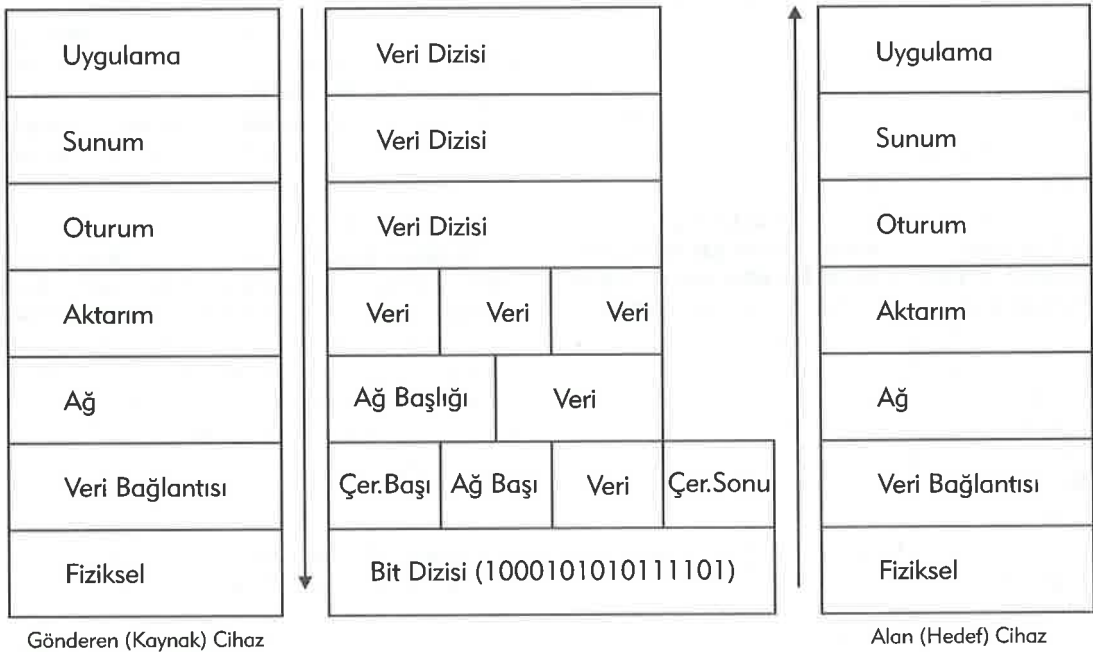 Uygulama Veri Dizisi Uygulama
Sunum Veri Dizisi Sunum
Oturum Veri Dizisi Oturum
Aktarım Veri Veri Veri Aktarım
Ağ Ağ Başlığı Veri Ağ
Veri Bağlantısı Çer.Başı Ağ Başı Veri Çer.Sonu Veri Bağlantısı
Fiziksel Bit Dizisi (1000101010111101) Fiziksel
Gönderen (Kaynak) Cihaz Alan (Hedef) Cihaz